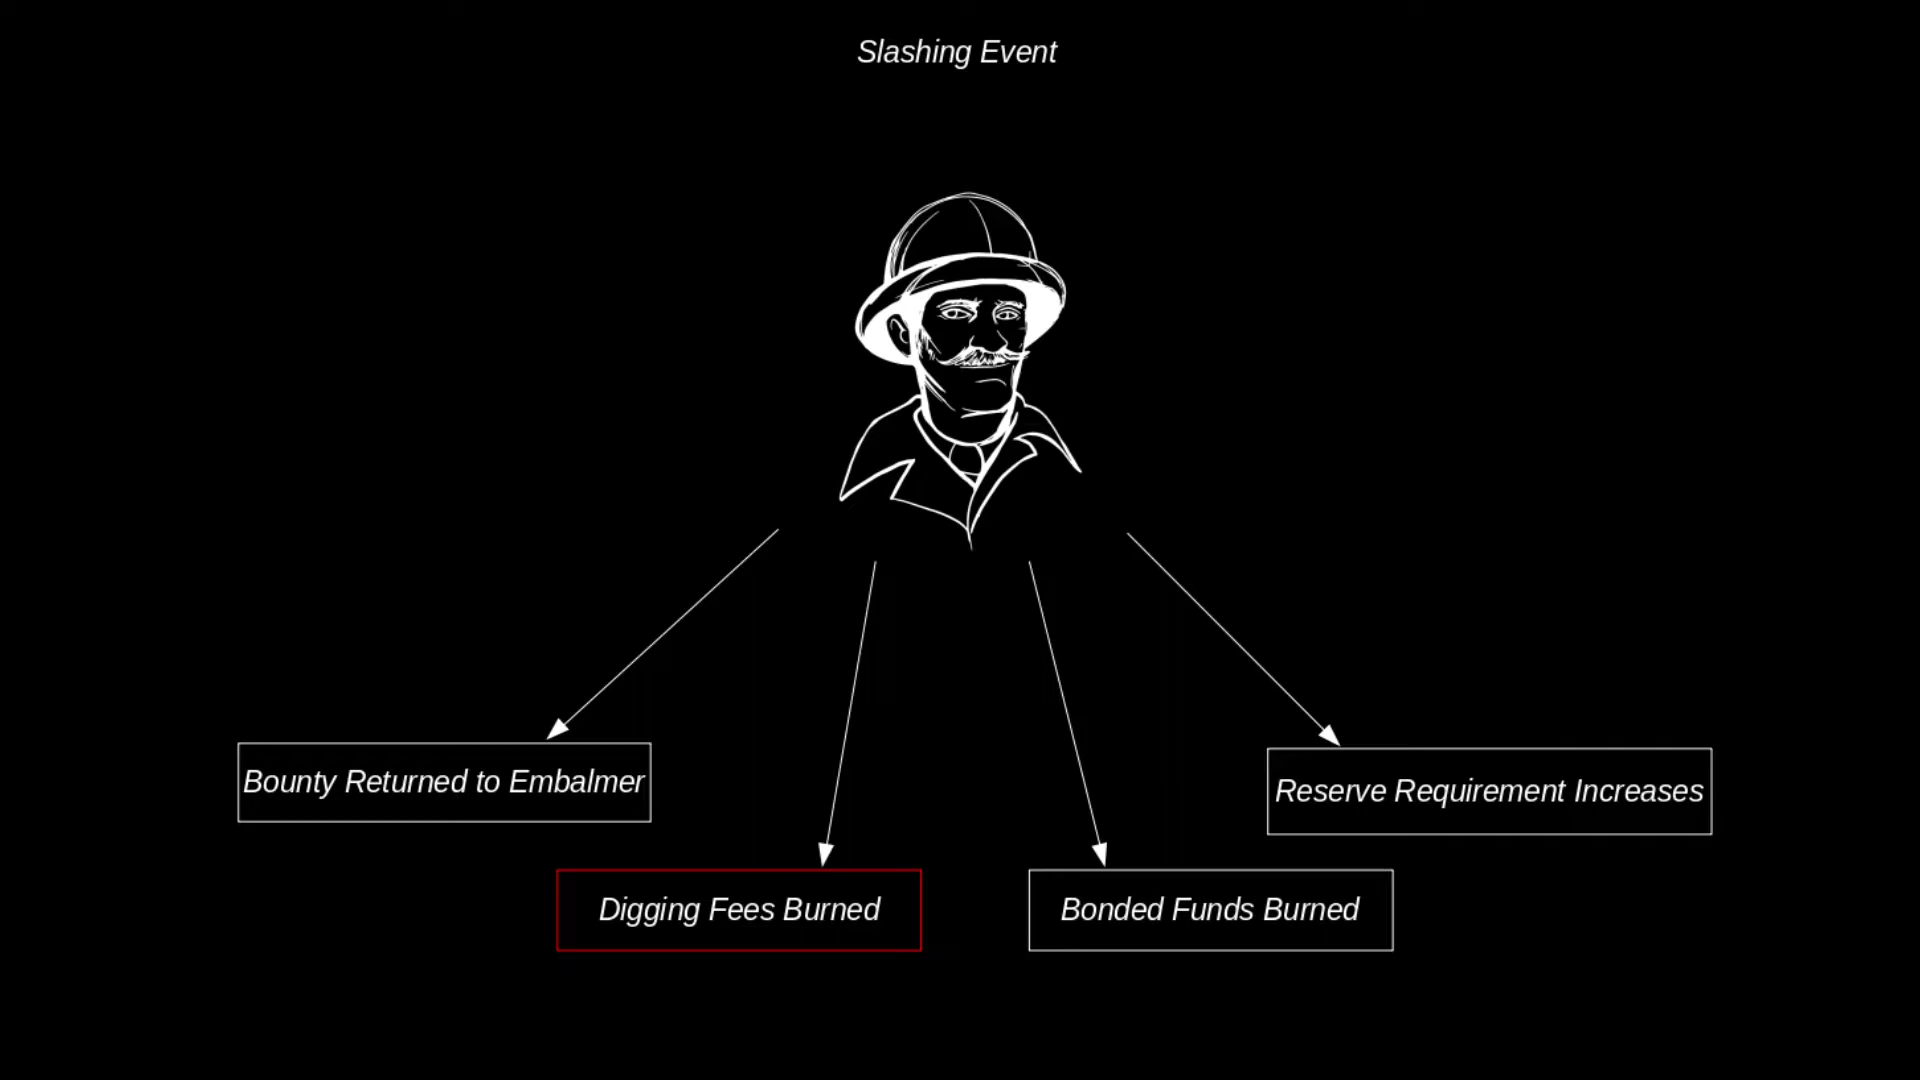 Slashing Event
Bounty Returned to Embalmer
Reserve Requirement Increases
Digging Fees Burned
Bonded Funds Burned